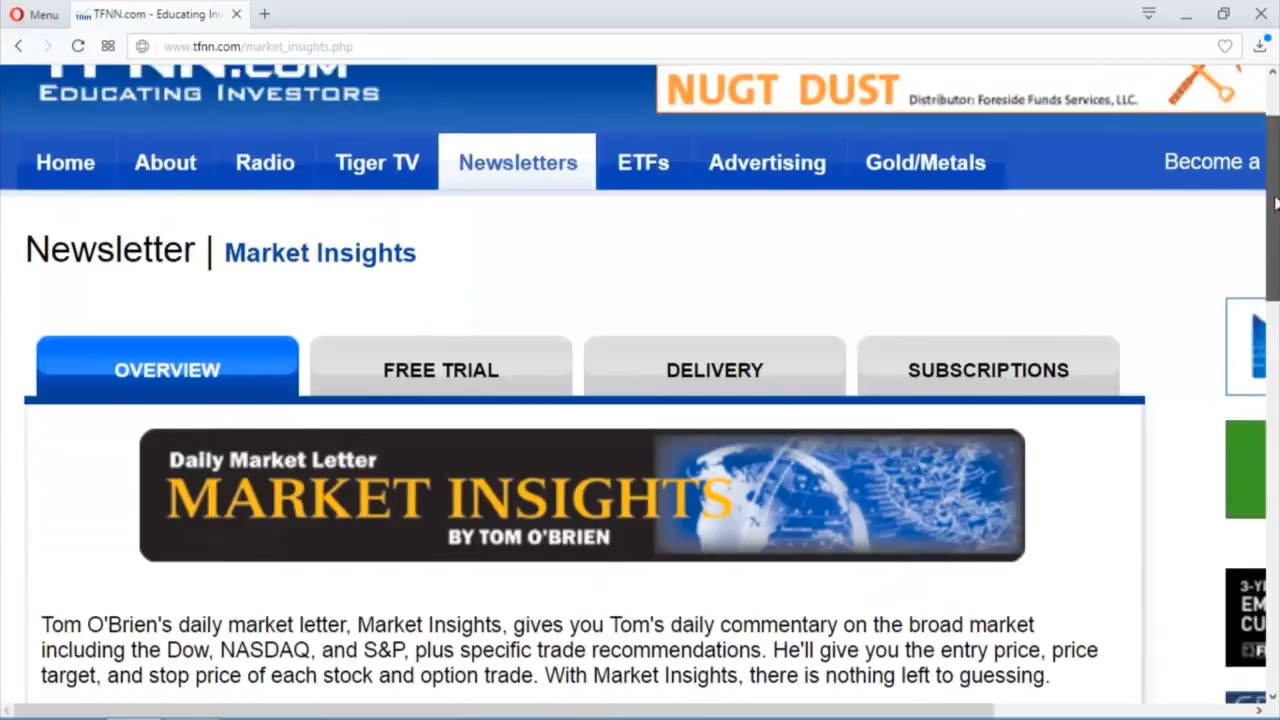 Menu
TFNN.com - Educating In
www.tfnn.com/market_insights.php
TFNN.COM
EDUCATING INVESTORS
NUGT DUST
Distributor: Foreside Funds Services, LLC.
Home About Radio Tiger TV Newsletters ETFs Advertising Gold/Metals Become a
Newsletter | Market Insights
OVERVIEW FREE TRIAL DELIVERY SUBSCRIPTIONS
Daily Market Letter
MARKET INSIGHTS
BY TOM O'BRIEN
3-Y
EM
CU
Tom O'Brien's daily market letter, Market Insights, gives you Tom's daily commentary on the broad market
including the Dow, NASDAQ, and S&P, plus specific trade recommendations. He'll give you the entry price, price
target, and stop price of each stock and option trade. With Market Insights, there is nothing left to guessing.